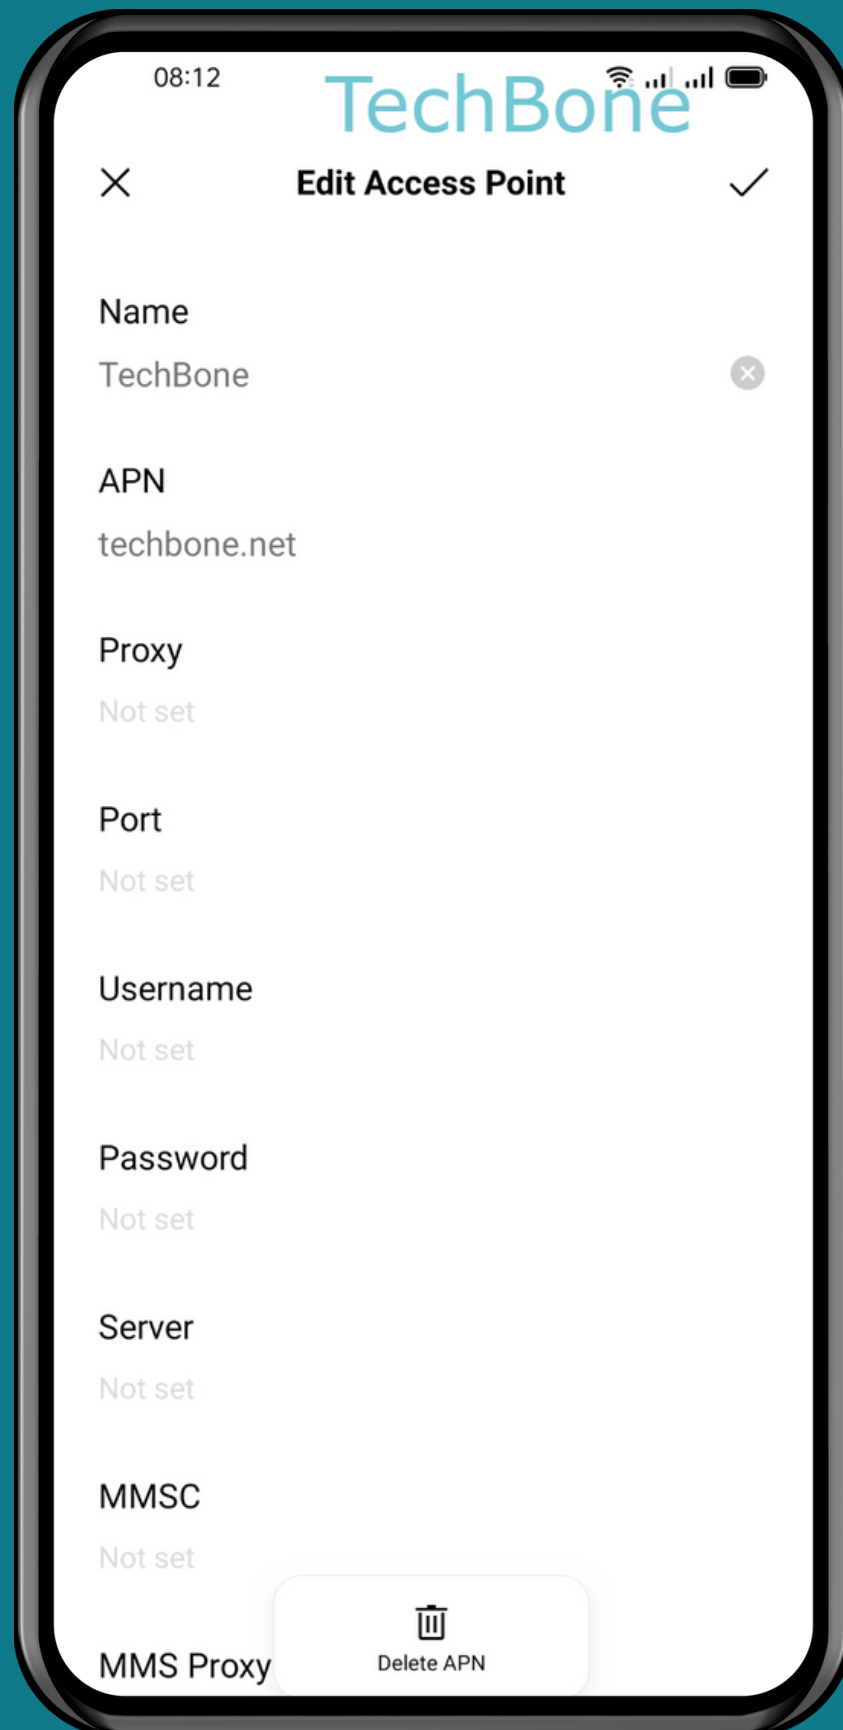 08:12
TechBone
Edit Access Point
Name
TechBone
APN
techbone.net
Proxy
Not set
Port
Not set
Username
Not set
Password
Not set
Server
Not set
MMSC
Not set
MMS Proxy
Delete APN